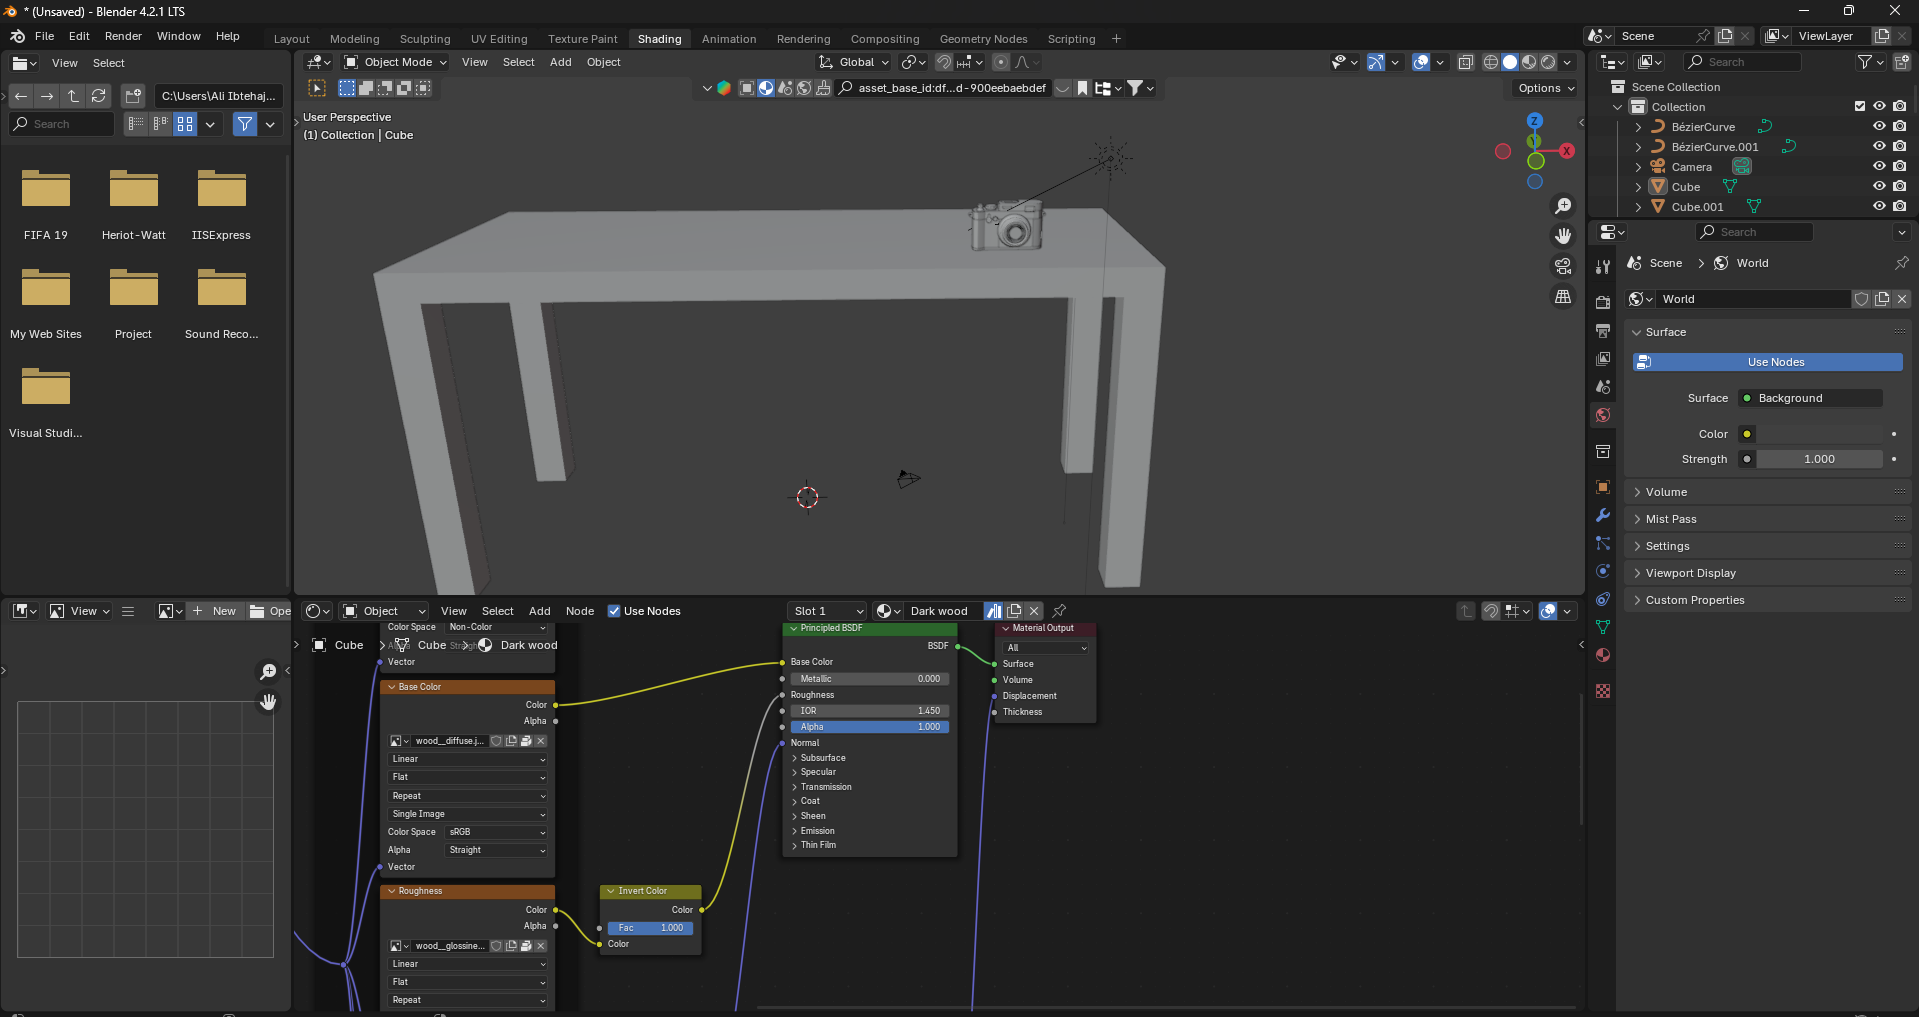 * (Unsaved) - Blender 4.2.1 LTS
File Edit Render Window Help
Layout Modeling Sculpting UV Editing Texture Paint Shading Animation Rendering Compositing Geometry Nodes Scripting +
Scene
ViewLayer
View Select
Object Mode View Select Add Object
Global
Search
C:\Users\Ali Ibtehaj...
asset_base_id:df...d-900eebaebdef
Options
Search
User Perspective
(1) Collection | Cube
Z
Y
X
Scene Collection
Collection
BézierCurve
BézierCurve.001
Camera
Cube
Cube.001
FIFA 19
Heriot-Watt
IISExpress
My Web Sites
Project
Sound Reco...
Visual Studi...
Search
Scene > World
World
Surface
Use Nodes
Surface Background
Color
Strength 1.000
Volume
Mist Pass
Settings
Viewport Display
Custom Properties
View
+ New
Ope
Object View Select Add Node Use Nodes
Slot 1
Dark wood
Color Space Non-Color
Cube > Cube > Dark wood
Alpha Straight
Vector
Base Color
Color
Alpha
wood__diffuse.j...
Linear
Flat
Repeat
Single Image
Color Space sRGB
Alpha Straight
Vector
Roughness
Color
Alpha
wood__glossine...
Linear
Flat
Repeat
Invert Color
Color
Fac 1.000
Color
Principled BSDF
BSDF
Base Color
Metallic 0.000
Roughness
IOR 1.450
Alpha 1.000
Normal
Subsurface
Specular
Transmission
Coat
Sheen
Emission
Thin Film
Material Output
All
Surface
Volume
Displacement
Thickness